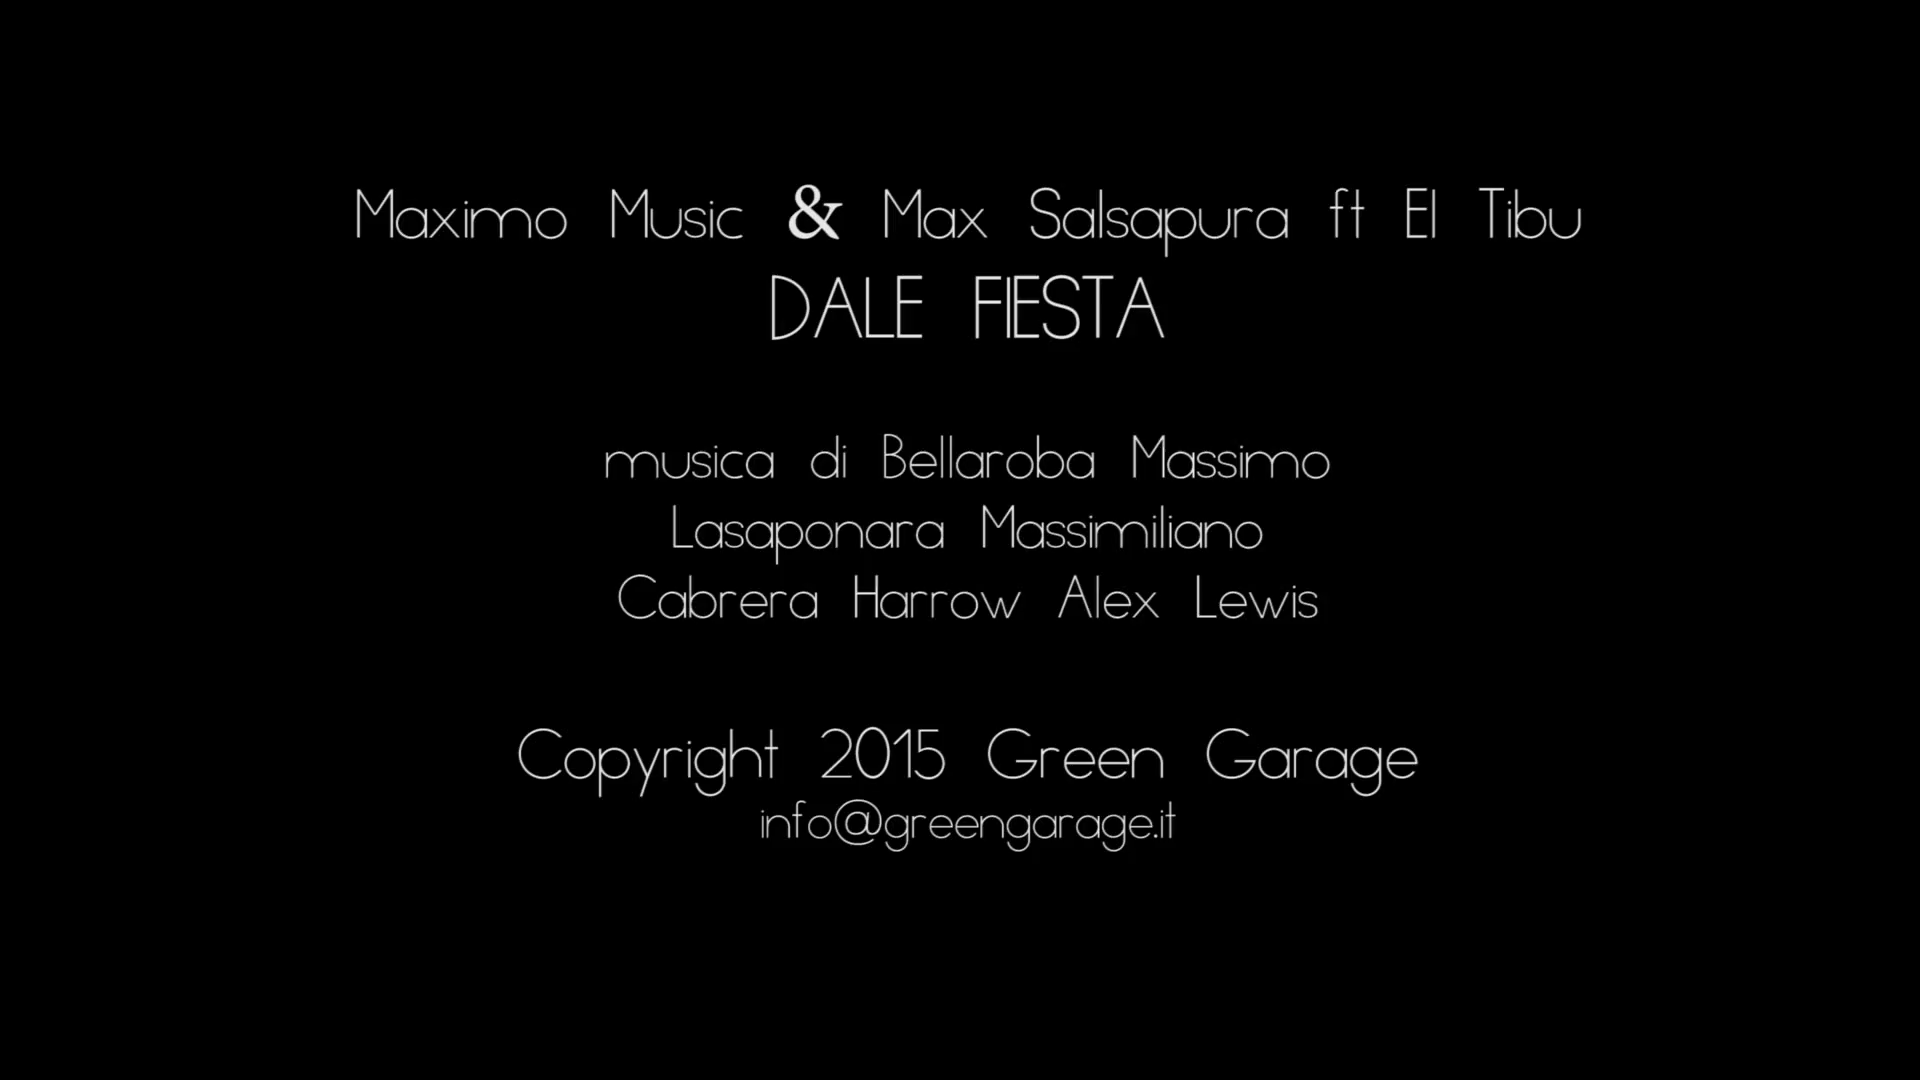 Maximo Music & Max Salsapura ft El Tibu
DALE FIESTA
musica di Bellaroba Massimo
Lasaponara Massimiliano
Cabrera Harrow Alex Lewis
Copyright 2015 Green Garage
info@greengarage.it